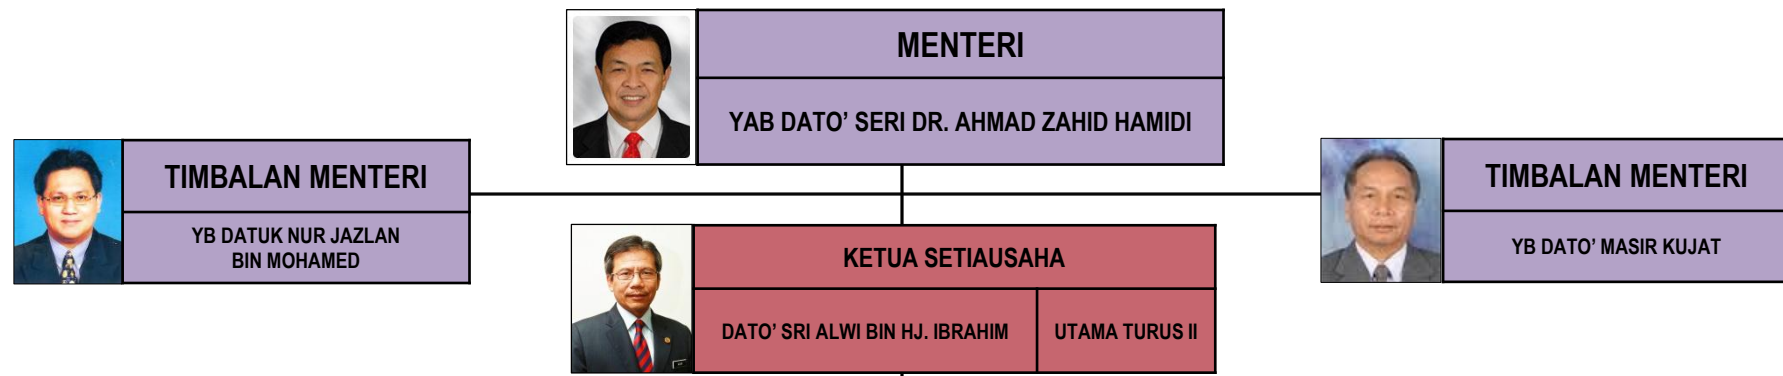 MENTERI
YAB DATO’ SERI DR. AHMAD ZAHID HAMIDI
TIMBALAN MENTERI
YB DATUK NUR JAZLAN
BIN MOHAMED
TIMBALAN MENTERI
YB DATO’ MASIR KUJAT
KETUA SETIAUSAHA
DATO’ SRI ALWI BIN HJ. IBRAHIM
UTAMA TURUS II